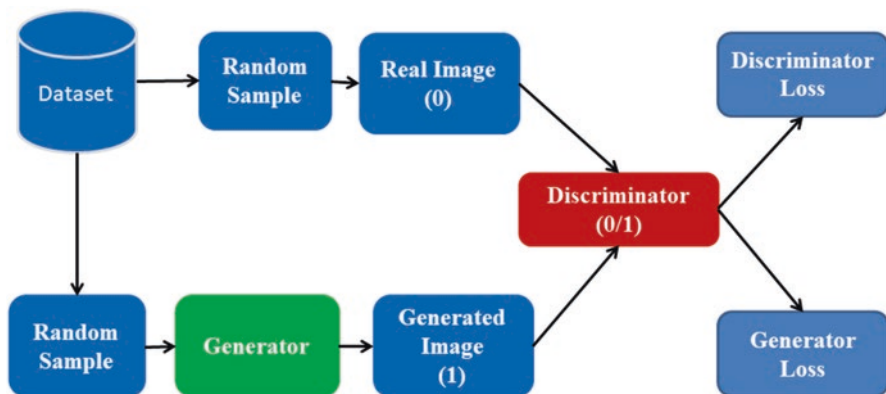 Dataset
Random
Sample
Real Image
(0)
Discriminator
Loss
Discriminator
(0/1)
Random
Sample
Generator
Generated
Image
(1)
Generator
Loss